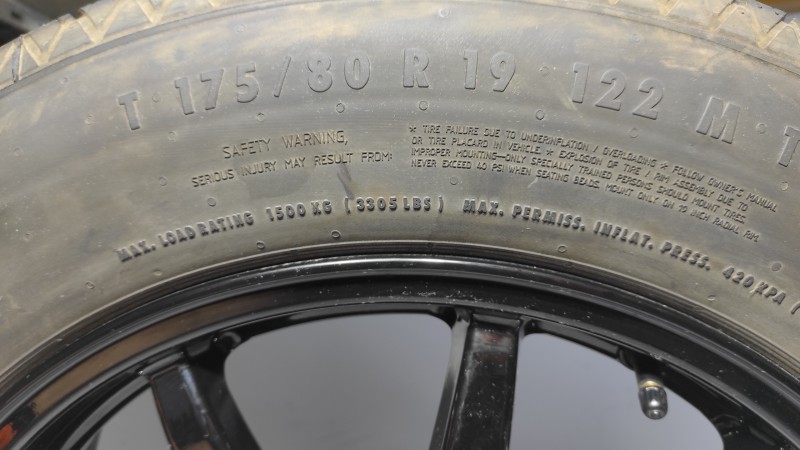 T 175/80 R 19 122 M T
SAFETY WARNING,
SERIOUS INJURY MAY RESULT FROM:
* TIRE FAILURE DUE TO UNDERINFLATION / OVERLOADING * FOLLOW OWNER'S MANUAL
OR TIRE PLACARD IN VEHICLE. * EXPLOSION OF TIRE / RIM ASSEMBLY DUE TO
IMPROPER MOUNTING-ONLY SPECIALLY TRAINED PERSONS SHOULD MOUNT TIRES.
NEVER EXCEED 40 PSI WHEN SEATING BEADS. MOUNT ONLY ON 19 INCH RADIAL RIM.
MAX. LOAD RATING 1500 KG (3305 LBS) MAX. PERMISS. INFLAT. PRESS. 420 KPA (